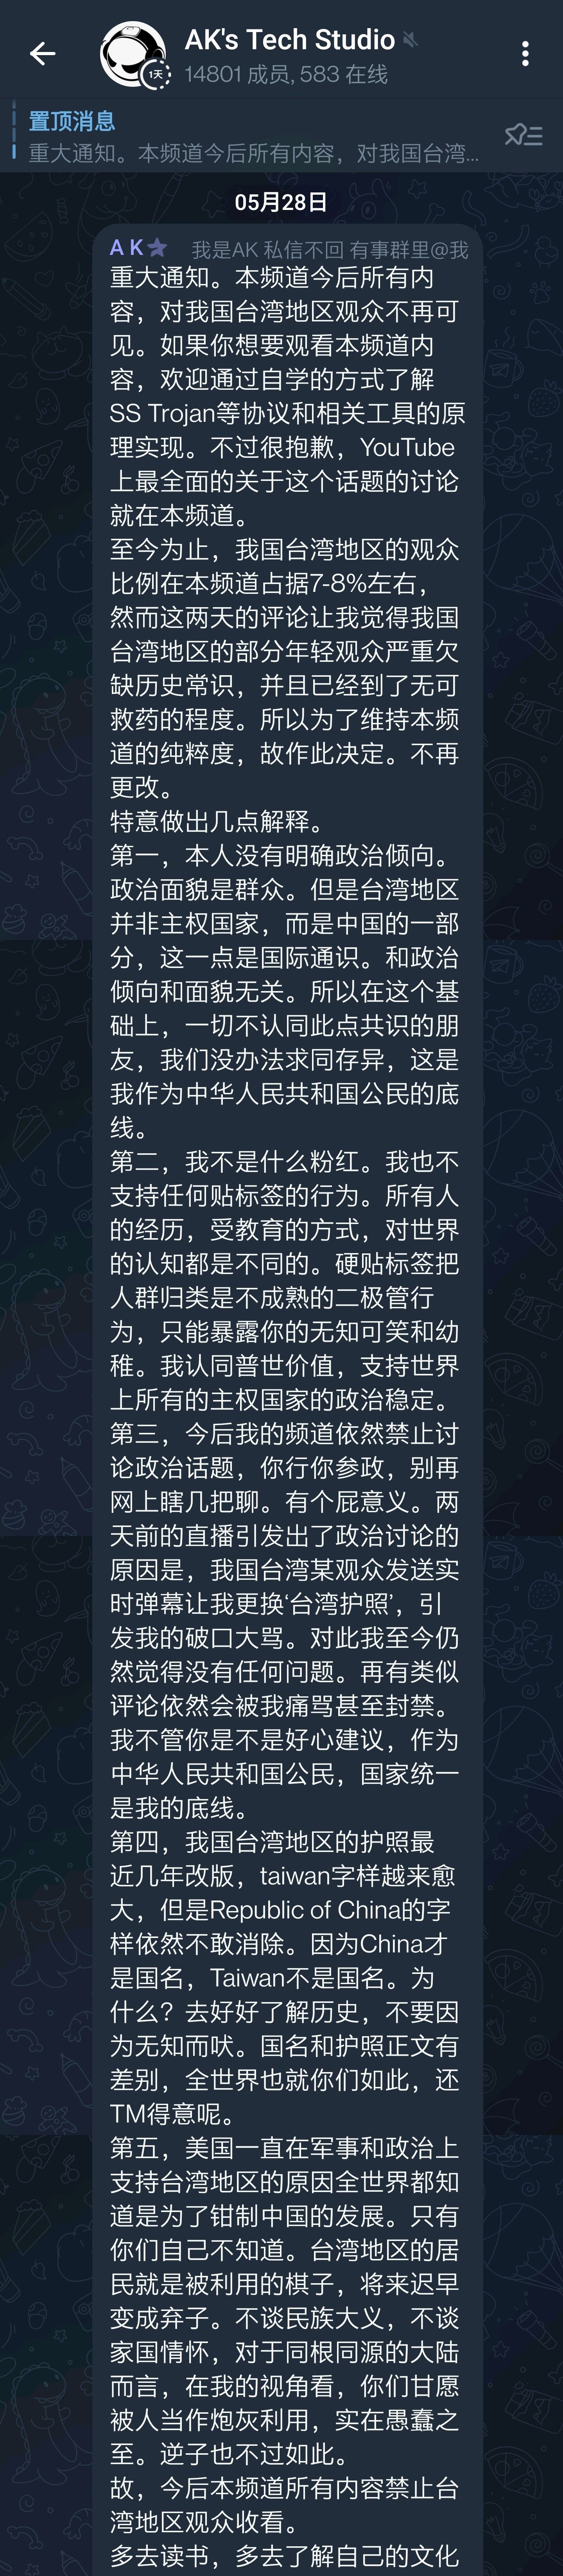 AK's Tech Studio
1天
14801 成员, 583 在线
置顶消息
重大通知。本频道今后所有内容，对我国台湾...
05月28日
A K 我是AK 私信不回 有事群里@我
重大通知。本频道今后所有内
容，对我国台湾地区观众不再可
见。如果你想要观看本频道内
容，欢迎通过自学的方式了解
SS Trojan等协议和相关工具的原
理实现。不过很抱歉，YouTube
上最全面的关于这个话题的讨论
就在本频道。
至今为止，我国台湾地区的观众
比例在本频道占据7-8%左右，
然而这两天的评论让我觉得我国
台湾地区的部分年轻观众严重欠
缺历史常识，并且已经到了无可
救药的程度。所以为了维持本频
道的纯粹度，故作此决定。不再
更改。
特意做出几点解释。
第一，本人没有明确政治倾向。
政治面貌是群众。但是台湾地区
并非主权国家，而是中国的一部
分，这一点是国际通识。和政治
倾向和面貌无关。所以在这个基
础上，一切不认同此点共识的朋
友，我们没办法求同存异，这是
我作为中华人民共和国公民的底
线。
第二，我不是什么粉红。我也不
支持任何贴标签的行为。所有人
的经历，受教育的方式，对世界
的认知都是不同的。硬贴标签把
人群归类是不成熟的二极管行
为，只能暴露你的无知可笑和幼
稚。我认同普世价值，支持世界
上所有的主权国家的政治稳定。
第三，今后我的频道依然禁止讨
论政治话题，你行你参政，别再
网上瞎几把聊。有个屁意义。两
天前的直播引发出了政治讨论的
原因是，我国台湾某观众发送实
时弹幕让我更换‘台湾护照’，引
发我的破口大骂。对此我至今仍
然觉得没有任何问题。再有类似
评论依然会被我痛骂甚至封禁。
我不管你是不是好心建议，作为
中华人民共和国公民，国家统一
是我的底线。
第四，我国台湾地区的护照最
近几年改版，taiwan字样越来愈
大，但是Republic of China的字
样依然不敢消除。因为China才
是国名，Taiwan不是国名。为
什么？去好好了解历史，不要因
为无知而吠。国名和护照正文有
差别，全世界也就你们如此，还
TM得意呢。
第五，美国一直在军事和政治上
支持台湾地区的原因全世界都知
道是为了钳制中国的发展。只有
你们自己不知道。台湾地区的居
民就是被利用的棋子，将来迟早
变成弃子。不谈民族大义，不谈
家国情怀，对于同根同源的大陆
而言，在我的视角看，你们甘愿
被人当作炮灰利用，实在愚蠢之
至。逆子也不过如此。
故，今后本频道所有内容禁止台
湾地区观众收看。
多去读书，多去了解自己的文化